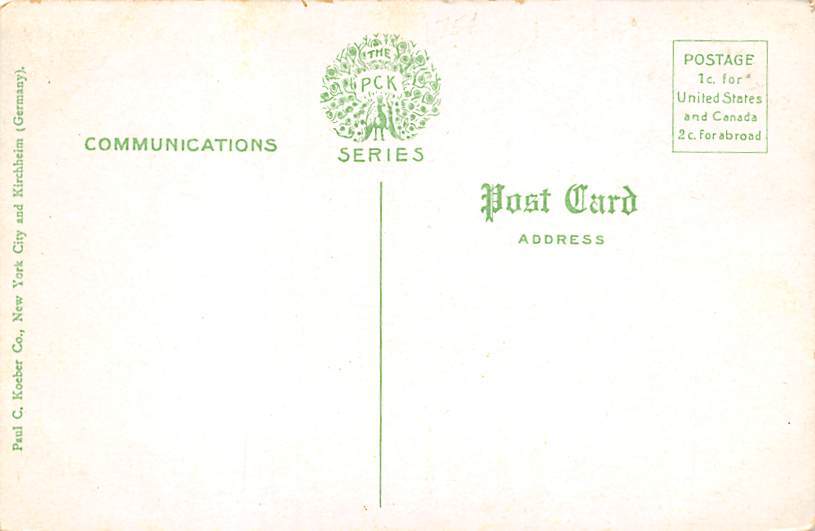 THE
PCK
SERIES
POSTAGE
1c. for
United States
and Canada
2c. for abroad
COMMUNICATIONS
Post Card
ADDRESS
Paul C. Koeber Co., New York City and Kirchheim (Germany).